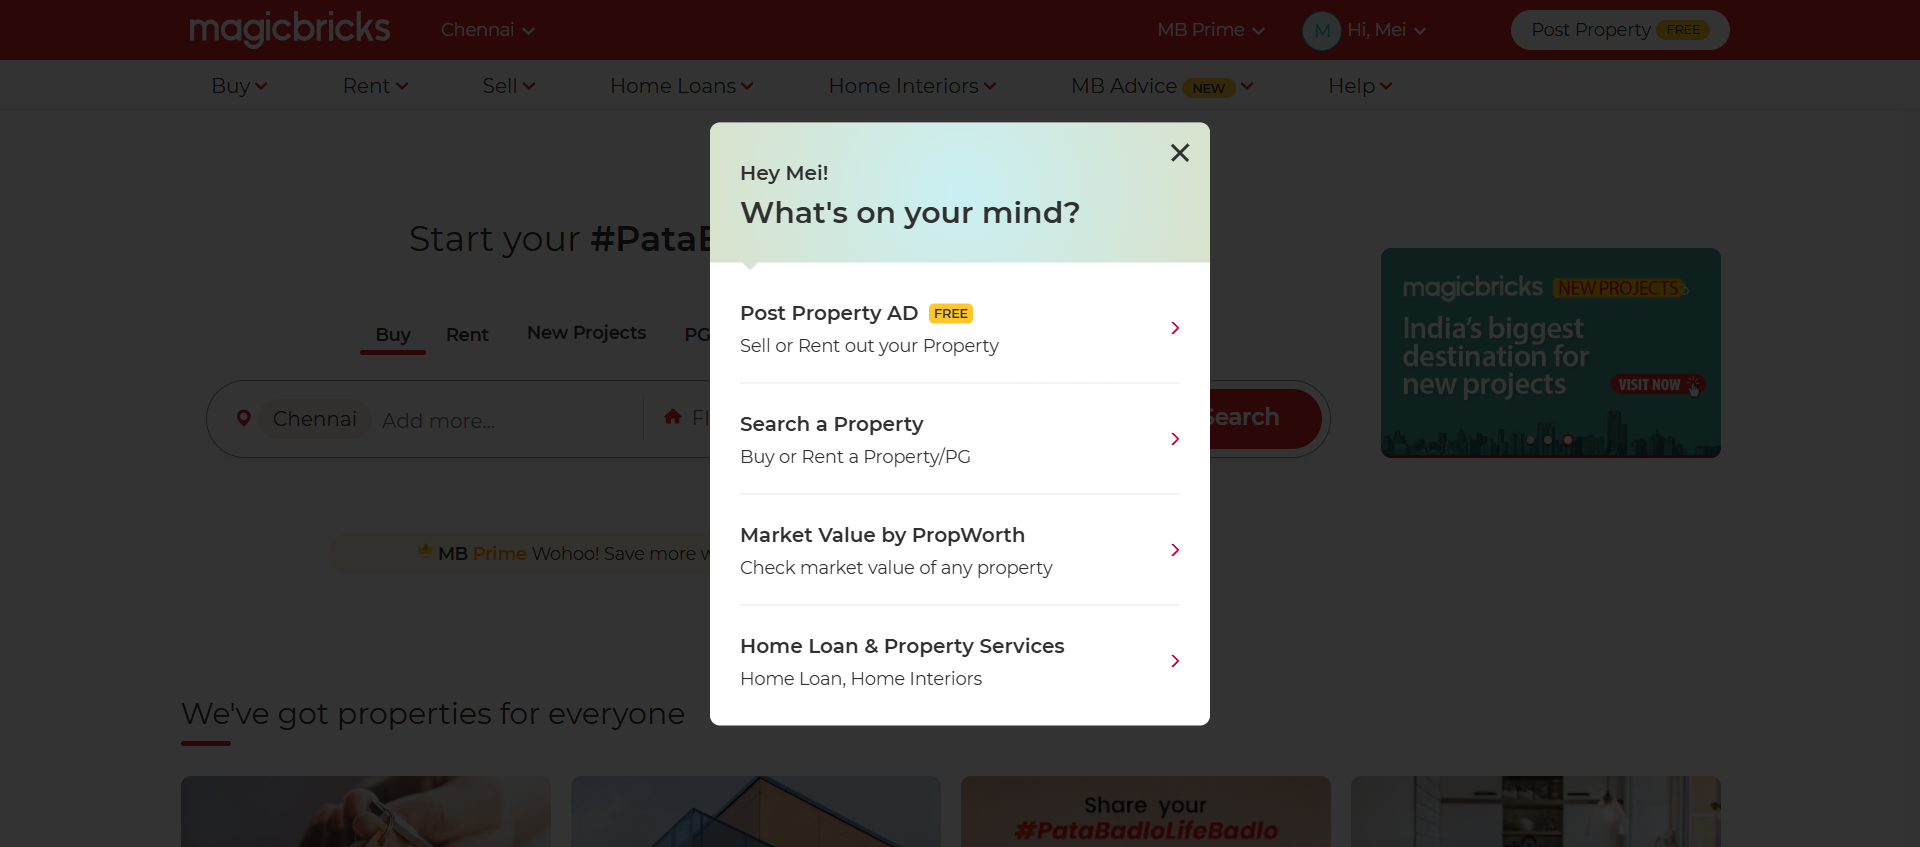 magicbricks
Chennai
MB Prime
M
Hi, Mei
Post Property FREE
Buy
Rent
Sell
Home Loans
Home Interiors
MB Advice NEW
Help
Hey Mei!
What's on your mind?
Post Property AD FREE
Sell or Rent out your Property
Search a Property
Buy or Rent a Property/PG
Market Value by PropWorth
Check market value of any property
Home Loan & Property Services
Home Loan, Home Interiors
Start your
Buy
Rent
New Projects
PG
Chennai
Add more...
Search
MB Prime Wohoo! Save more
magicbricks NEW PROJECTS
India's biggest
destination for
new projects
VISIT NOW
We've got properties for everyone
Share your
#PataBadloLifeBadlo